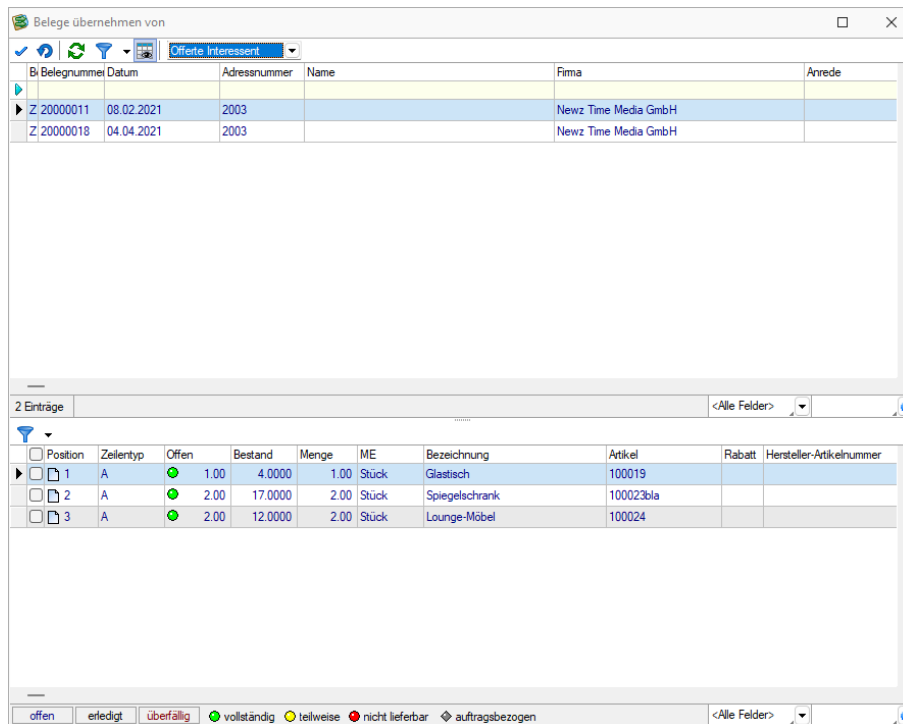 Belege übernehmen von
Offerte Interessent
Be Belegnummer Datum Adressnummer Name Firma Anrede
Z 20000011 08.02.2021 2003 Newz Time Media GmbH
Z 20000018 04.04.2021 2003 Newz Time Media GmbH
2 Einträge <Alle Felder>
Position Zeilentyp Offen Bestand Menge ME Bezeichnung Artikel Rabatt Hersteller-Artikelnummer
1 A 1.00 4.0000 1.00 Stück Glastisch 100019
2 A 2.00 17.0000 2.00 Stück Spiegelschrank 100023bla
3 A 2.00 12.0000 2.00 Stück Lounge-Möbel 100024
offen erledigt überfällig vollständig teilweise nicht lieferbar auftragsbezogen <Alle Felder>